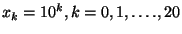 x_k = 10^k, k = 0, 1, . . . ., 20